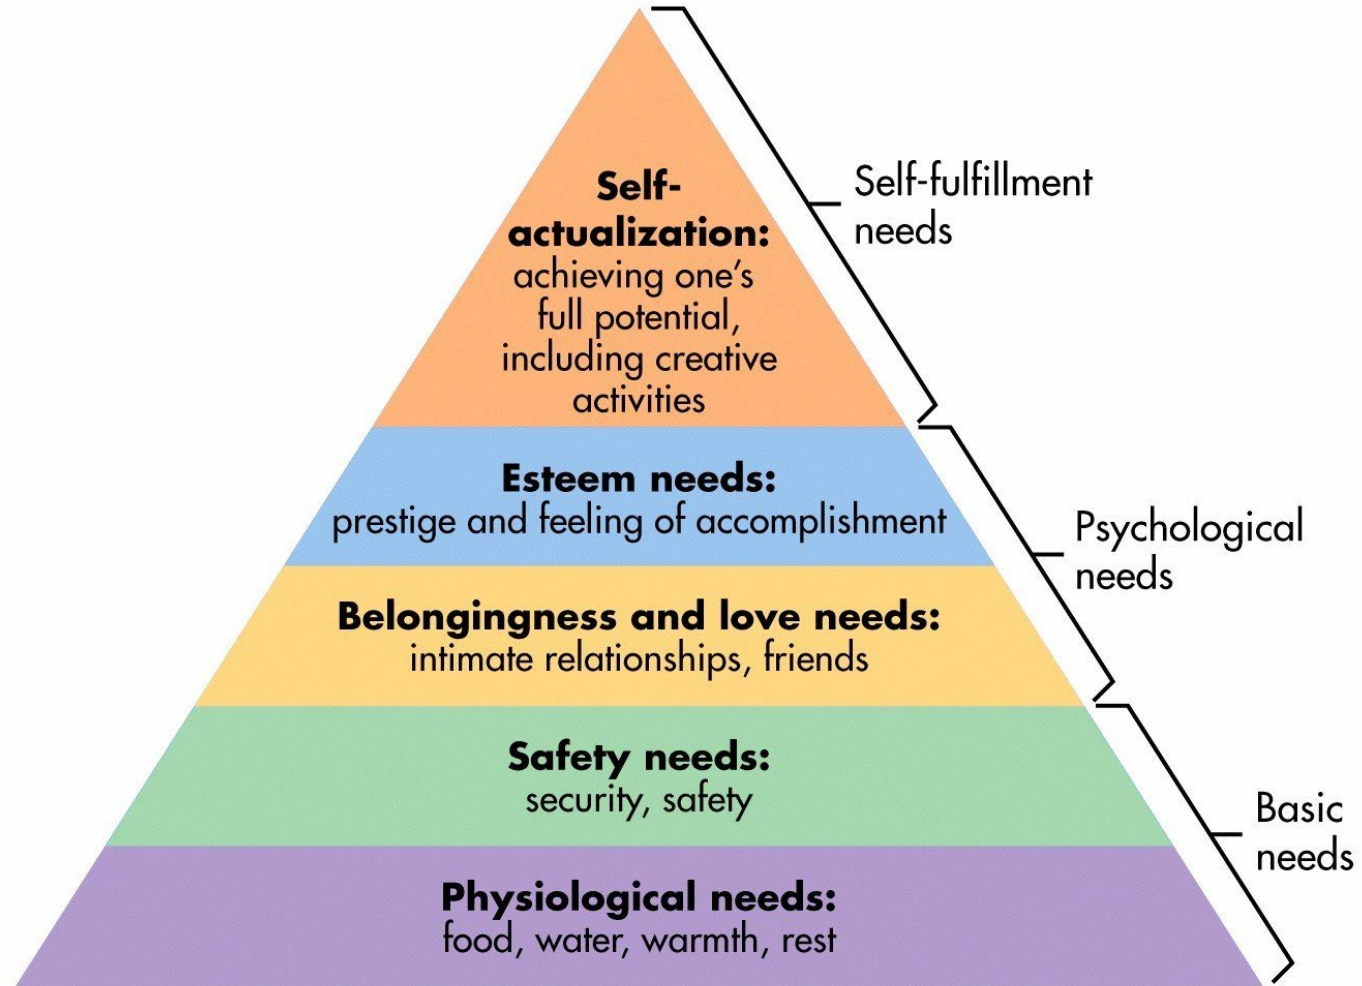 Self-
actualization:
achieving one's
full potential,
including creative
activities
Self-fulfillment
needs
Esteem needs:
prestige and feeling of accomplishment
Psychological
needs
Belongingness and love needs:
intimate relationships, friends
Safety needs:
security, safety
Basic
needs
Physiological needs:
food, water, warmth, rest